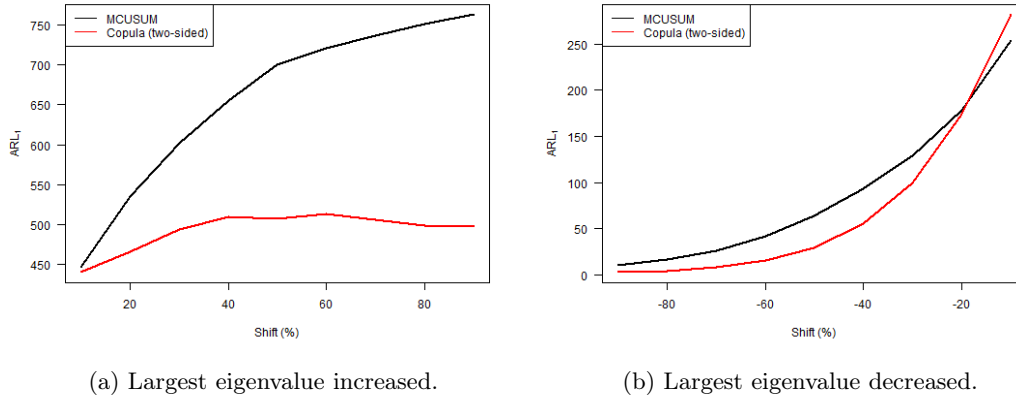 MCUSUM
Copula (two-sided)
750
700
650
600
550
500
450
ARL₁
20
40
60
80
Shift (%)
(a) Largest eigenvalue increased.
MCUSUM
Copula (two-sided)
250
200
150
100
50
0
ARL₁
-80
-60
-40
-20
Shift (%)
(b) Largest eigenvalue decreased.